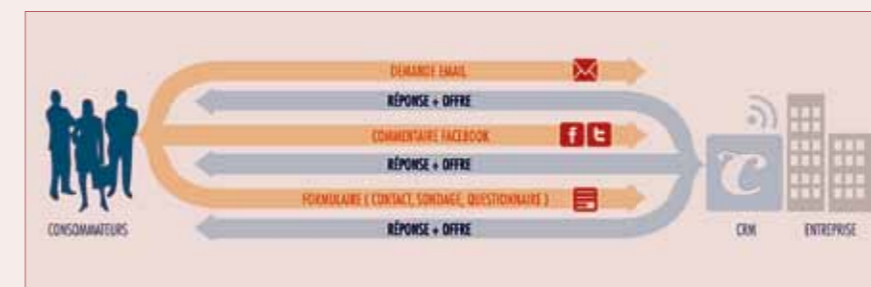 DEMANDE EMAIL
RÉPONSE + OFFRE
COMMENTAIRE FACEBOOK
RÉPONSE + OFFRE
FORMULAIRE ( CONTACT, SONDAGE, QUESTIONNAIRE )
RÉPONSE + OFFRE
CONSOMMATEURS
CRM
ENTREPRISE